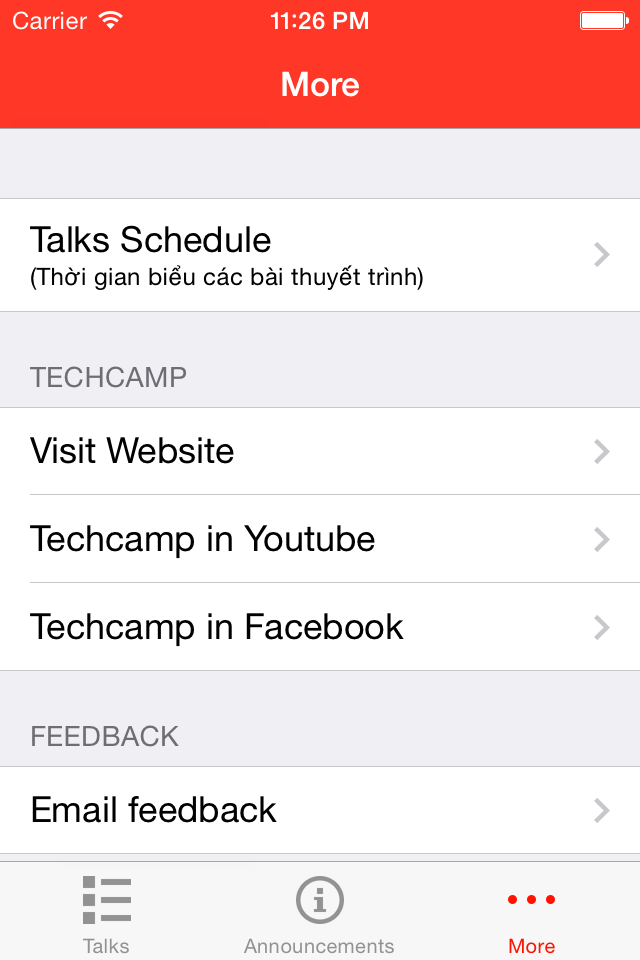 Carrier 11:26 PM
More
Talks Schedule
(Thời gian biểu các bài thuyết trình)
TECHCAMP
Visit Website
Techcamp in Youtube
Techcamp in Facebook
FEEDBACK
Email feedback
Talks Announcements More